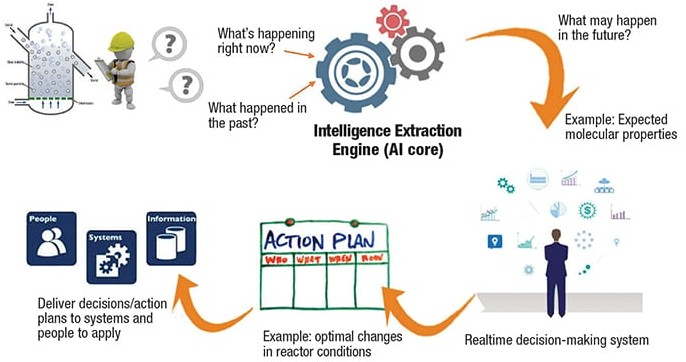 What's happening
right now?
What happened in
the past?
Intelligence Extraction
Engine (AI core)
What may happen
in the future?
Example: Expected
molecular properties
Realtime decision-making system
ACTION PLAN
WHO WHAT WHEN HOW
Example: optimal changes
in reactor conditions
People
Systems
Information
Deliver decisions/action
plans to systems and
people to apply